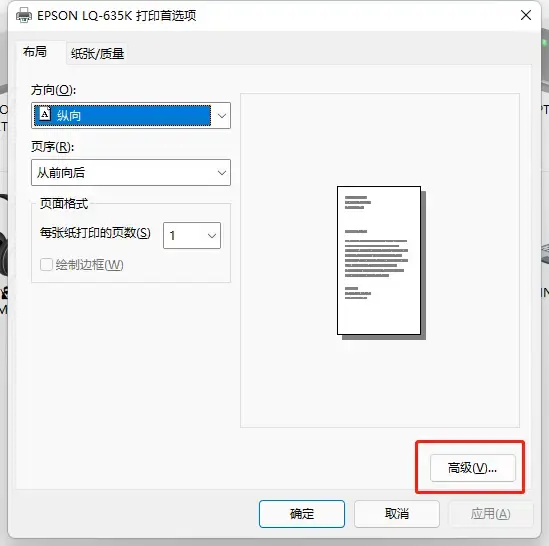 EPSON LQ-635K 打印首选项
布局 纸张/质量
方向(O):
纵向
页序(R):
从前向后
页面格式
每张纸打印的页数(S) 1
绘制边框(W)
高级(V)...
确定 取消 应用(A)